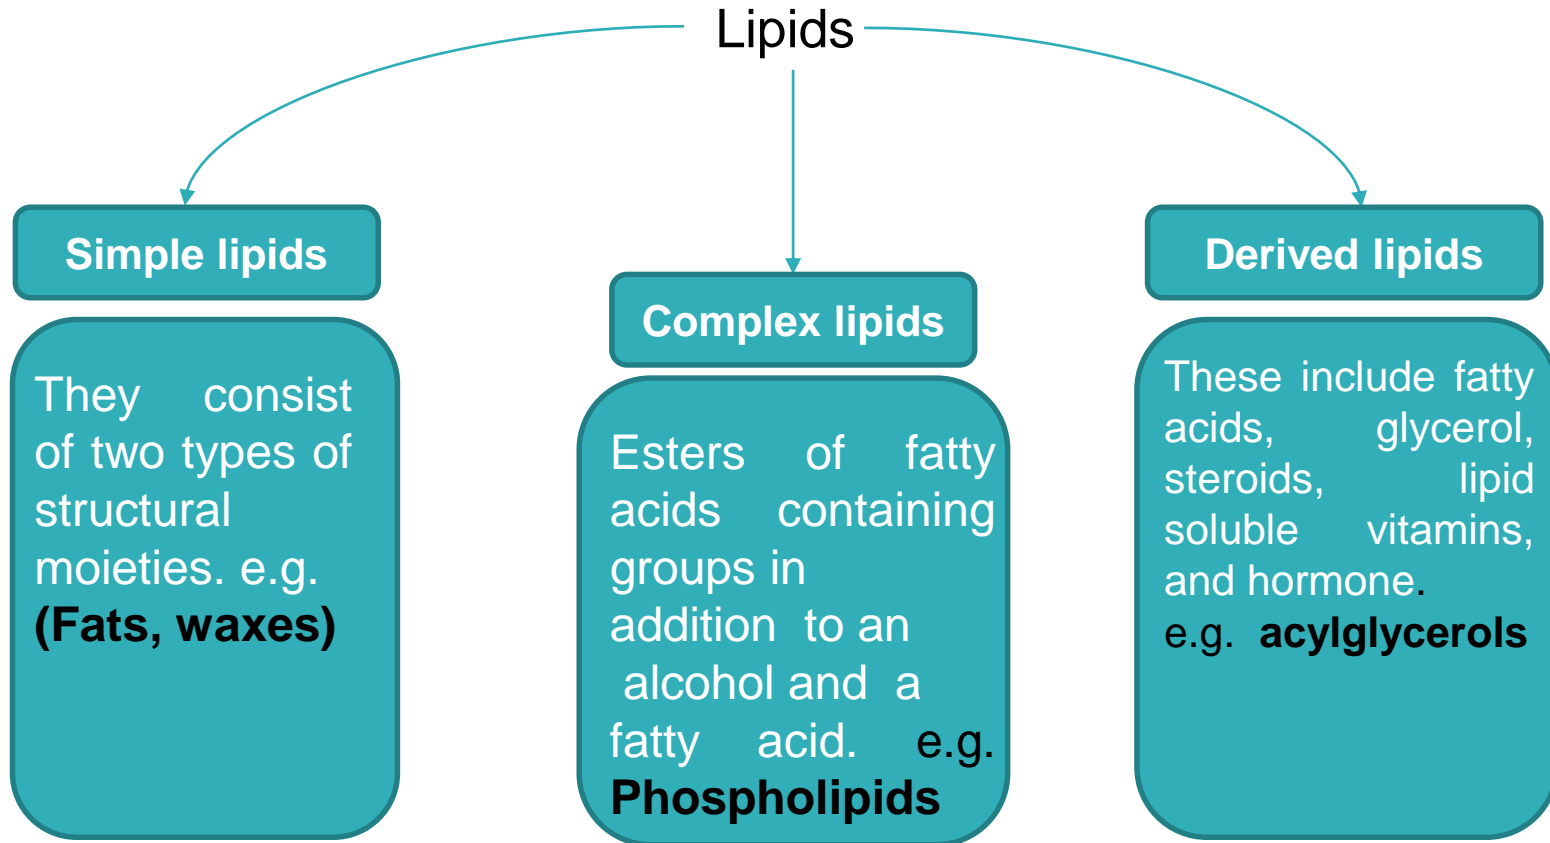 Lipids
Simple lipids
They consist
of two types of
structural
moieties. e.g.
(Fats, waxes)
Complex lipids
Esters of fatty
acids containing
groups in
addition to an
alcohol and a
fatty acid. e.g.
Phospholipids
Derived lipids
These include fatty
acids, glycerol,
steroids, lipid
soluble vitamins,
and hormone.
e.g. acylglycerols